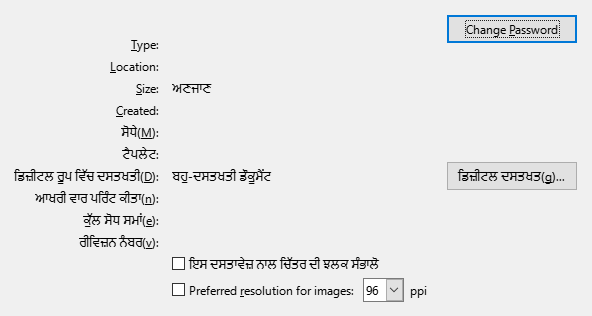 Change Password
Type:
Location:
Size: ਅਣਜਾਣ
Created:
ਸੋਧੇ(M):
ਟੈਪਲੇਟ:
ਡਿਜ਼ੀਟਲ ਰੂਪ ਵਿੱਚ ਦਸਤਖਤੀ(D): ਬਹੁ-ਦਸਤਖਤੀ ਡੌਕੂਮੈਂਟ ਡਿਜ਼ੀਟਲ ਦਸਤਖਤ(g)...
ਆਖਰੀ ਵਾਰ ਪਰਿੰਟ ਕੀਤਾ(n):
ਕੁੱਲ ਸੋਧ ਸਮਾਂ(e):
ਰੀਵਿਜ਼ਨ ਨੰਬਰ(v):
ਇਸ ਦਸਤਾਵੇਜ਼ ਨਾਲ ਚਿੱਤਰ ਦੀ ਝਲਕ ਸੰਭਾਲੋ
Preferred resolution for images: 96 ppi